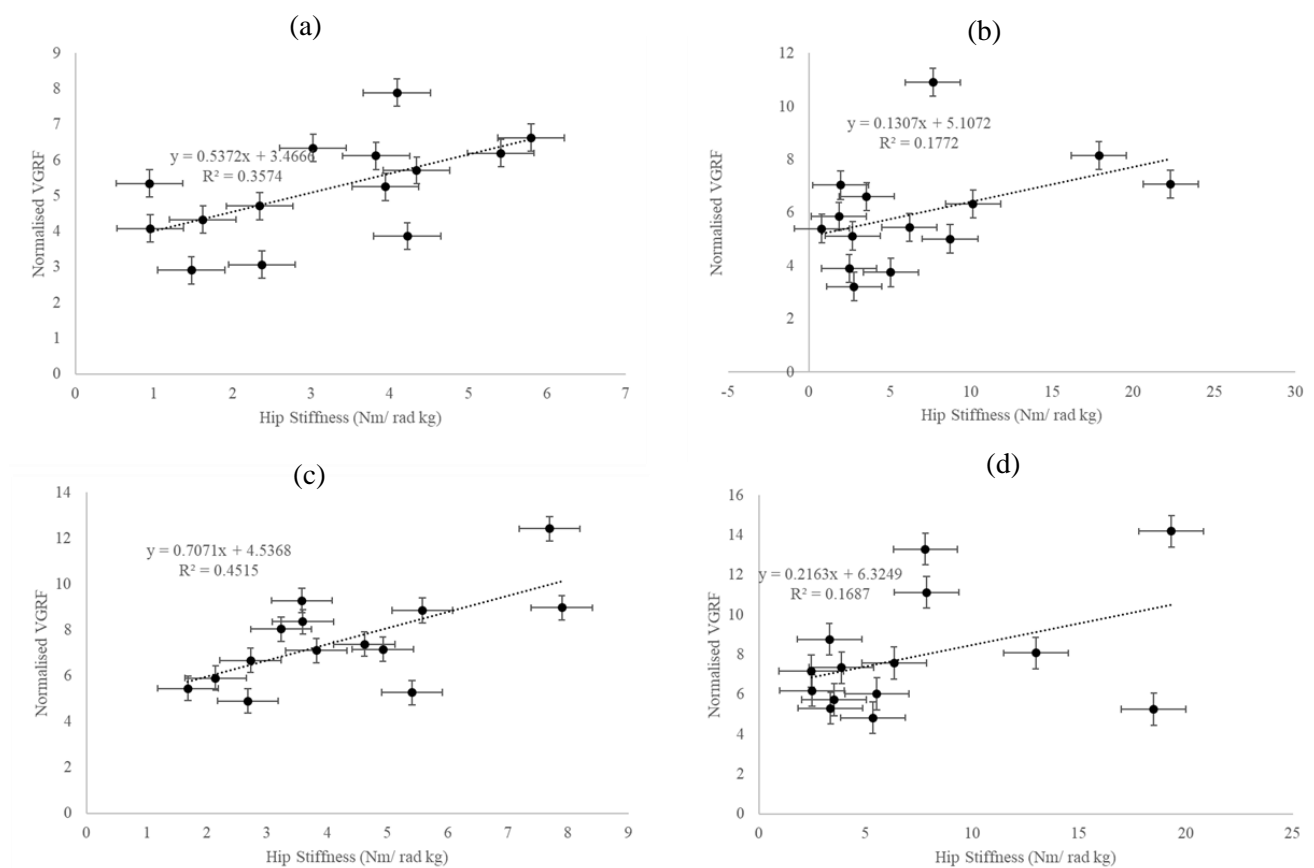 (a)
9
8
7
6
5
4
3
2
1
0
Normalised VGRF
y = 0.5372x + 3.4666
R² = 0.3574
0 1 2 3 4 5 6 7
Hip Stiffness (Nm/ rad kg)
(b)
12
10
8
6
4
2
0
Normalised VGRF
y = 0.1307x + 5.1072
R² = 0.1772
-5 0 5 10 15 20 25 30
Hip Stiffness (Nm/ rad kg)
(c)
14
12
10
8
6
4
2
0
Normalised VGRF
y = 0.7071x + 4.5368
R² = 0.4515
0 1 2 3 4 5 6 7 8 9
Hip Stiffness (Nm/ rad kg)
(d)
16
14
12
10
8
6
4
2
0
Normalised VGRF
y = 0.2163x + 6.3249
R² = 0.1687
0 5 10 15 20 25
Hip Stiffness (Nm/ rad kg)